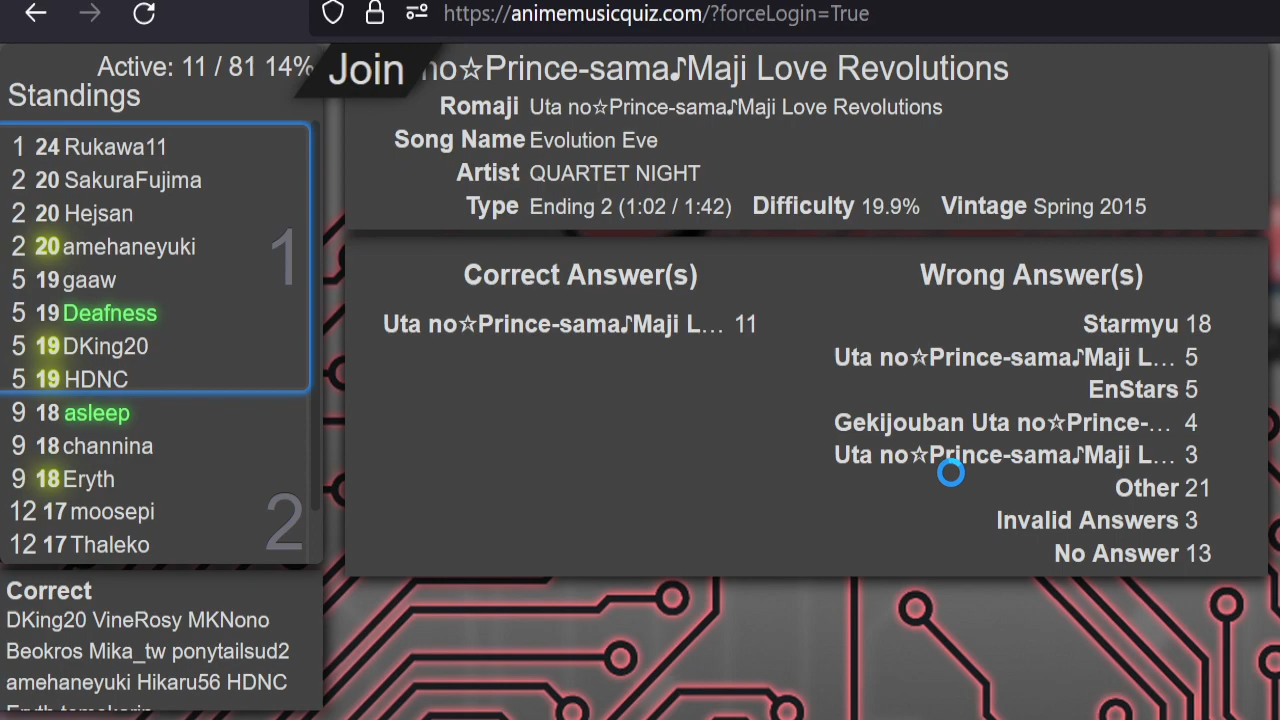 https://animemusicquiz.com/?forceLogin=True
Active: 11 / 81 14%
Standings
1 24 Rukawa11
2 20 SakuraFujima
2 20 Hejsan
2 20 amehaneyuki
5 19 gaaw
5 19 Deafness
5 19 DKing20
5 19 HDNC
1
9 18 asleep
9 18 channina
9 18 Eryth
12 17 moosepi
12 17 Thaleko
2
Correct
DKing20 VineRosy MKNono
Beokros Mika_tw ponytailsud2
amehaneyuki Hikaru56 HDNC
Join
no☆Prince-sama♪Maji Love Revolutions
Romaji Uta no☆Prince-sama♪Maji Love Revolutions
Song Name Evolution Eve
Artist QUARTET NIGHT
Type Ending 2 (1:02 / 1:42) Difficulty 19.9% Vintage Spring 2015
Correct Answer(s)
Uta no☆Prince-sama♪Maji L... 11
Wrong Answer(s)
Starmyu 18
Uta no☆Prince-sama♪Maji L... 5
EnStars 5
Gekijouban Uta no☆Prince-... 4
Uta no☆Prince-sama♪Maji L... 3
Other 21
Invalid Answers 3
No Answer 13